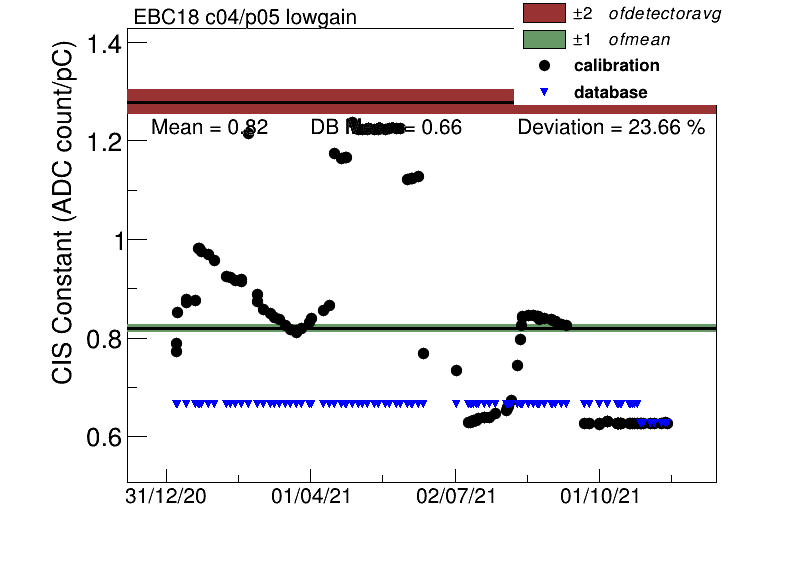 EBC18 c04/p05 lowgain
±2 ofdetectoravg
±1 ofmean
calibration
database
CIS Constant (ADC count/pC)
1.4
1.2
1
0.8
0.6
Mean = 0.82 DB = 0.66 Deviation = 23.66 %
31/12/20 01/04/21 02/07/21 01/10/21